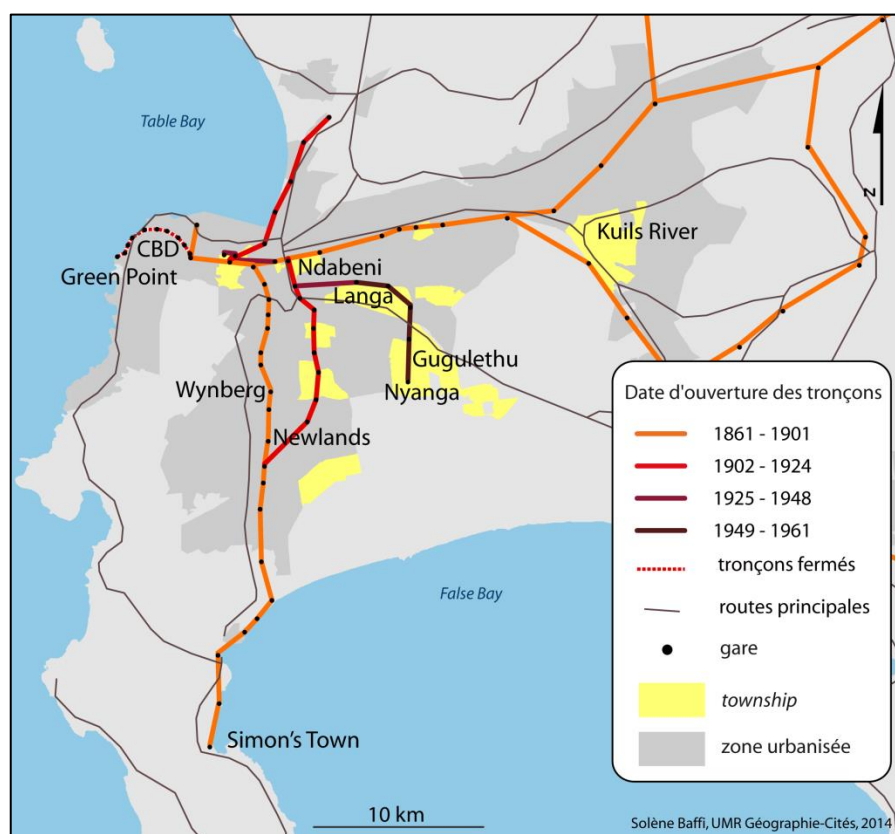 Table Bay
N
CBD
Green Point
Kuils River
Ndabeni
Langa
Gugulethu
Nyanga
Wynberg
Newlands
False Bay
Simon's Town
10 km
Date d'ouverture des tronçons
1861 - 1901
1902 - 1924
1925 - 1948
1949 - 1961
tronçons fermés
routes principales
gare
township
zone urbanisée
Solène Baffi, UMR Géographie-Cités, 2014